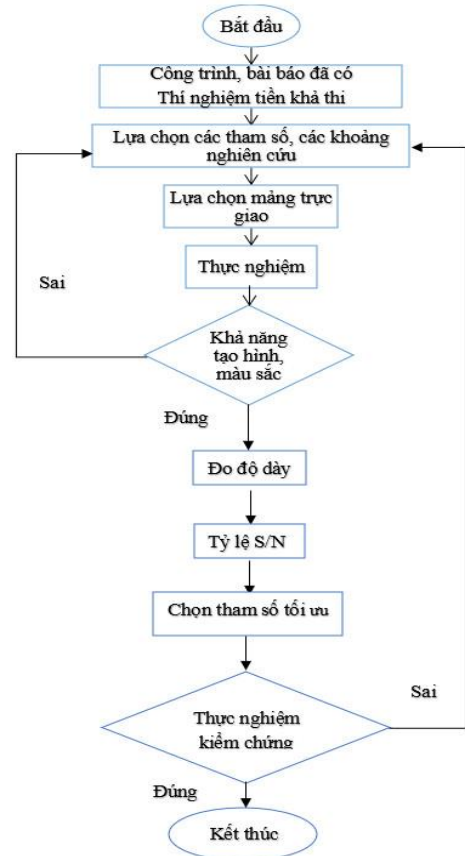 Bắt đầu
Công trình, bài báo đã có
Thí nghiệm tiền khả thi
Lựa chọn các tham số, các khoảng
nghiên cứu
Lựa chọn mảng trực
giao
Thực nghiệm
Sai
Khả năng
tạo hình,
màu sắc
Đúng
Đo độ dày
Tỷ lệ S/N
Chọn tham số tối ưu
Sai
Thực nghiệm
kiểm chứng
Đúng
Kết thúc